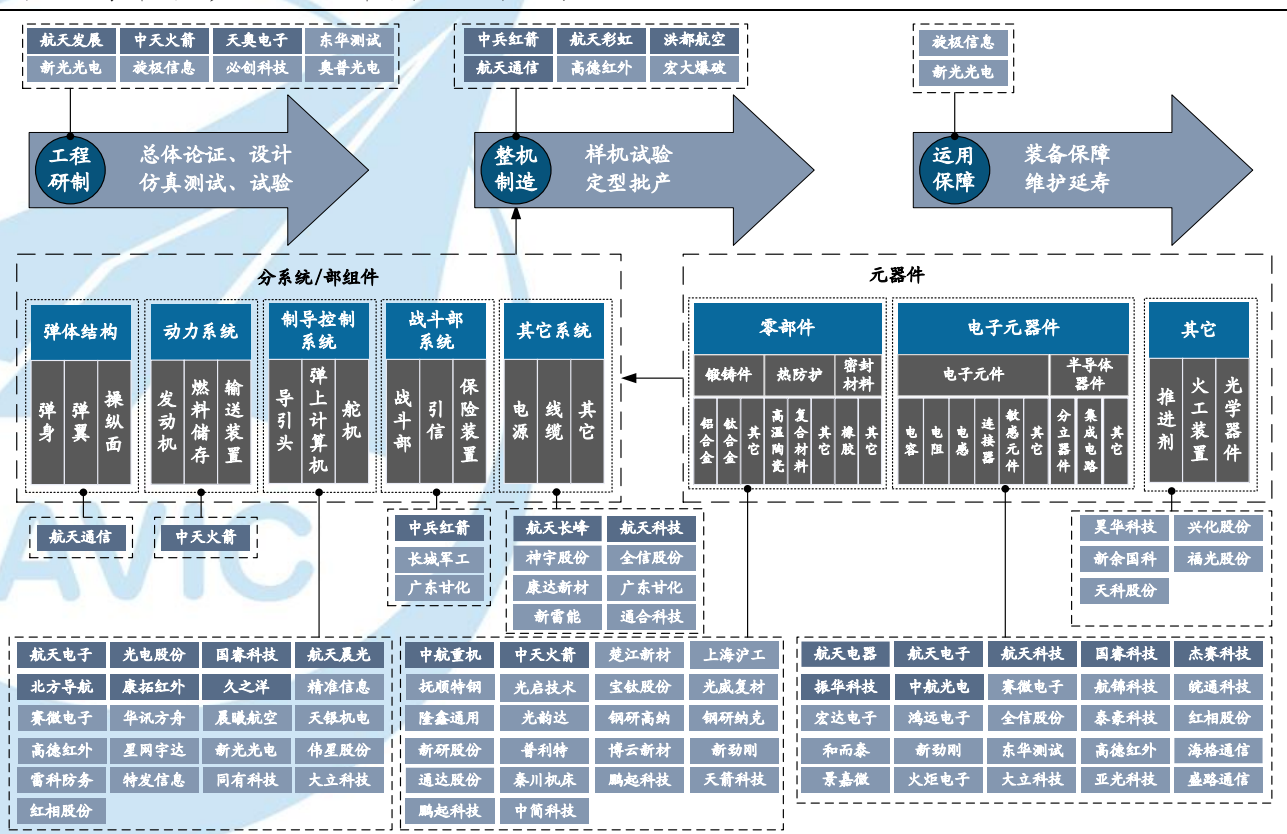 航天发展 中天火箭 天奥电子 东华测试
新光光电 旋极信息 必创科技 奥普光电
中兵红箭 航天彩虹 洪都航空
航天通信 高德红外 宏大爆破
旋极信息
新光光电
工程研制
总体论证、设计
仿真测试、试验
整机制造
样机试验
定型批产
运用保障
装备保障
维护延寿
分系统/部组件
弹体结构
弹身 弹翼 操纵面
动力系统
发动机 燃料储存 输送装置
制导控制系统
导引头 弹上计算机 舵机
战斗部系统
战斗部 引信 保险装置
其它系统
电源 线缆 其它
元器件
零部件
锻铸件 热防护 密封材料
铝合金 钛合金 其它 高温陶瓷 复合材料 其它 橡胶 其它
电子元器件
电子元件 半导体器件
电容 电阻 电感 连接器 敏感元件 其它 分立器件 集成电路 其它
其它
推进剂 火工装置 光学器件
航天通信
中天火箭
中兵红箭
长城军工
广东甘化
航天长峰 航天科技
神宇股份 全信股份
康达新材 广东甘化
新雷能 通合科技
昊华科技 兴化股份
新余国科 福光股份
天科股份
AVIC
航天电子 光电股份 国睿科技 航天晨光
北方导航 康拓红外 久之洋 精准信息
赛微电子 华讯方舟 晨曦航空 天银机电
高德红外 星网宇达 新光光电 伟星股份
雷科防务 特发信息 同有科技 大立科技
红相股份
中航重机 中天火箭 楚江新材 上海沪工
抚顺特钢 光启技术 宝钛股份 光威复材
隆鑫通用 光韵达 钢研高纳 钢研纳克
新研股份 普利特 博云新材 新劲刚
通达股份 秦川机床 鹏起科技 天箭科技
鹏起科技 中简科技
航天电器 航天电子 航天科技 国睿科技 杰赛科技
振华科技 中航光电 赛微电子 航锦科技 皖通科技
宏达电子 鸿远电子 全信股份 泰豪科技 红相股份
和而泰 新劲刚 东华测试 高德红外 海格通信
景嘉微 火炬电子 大立科技 亚光科技 盛路通信